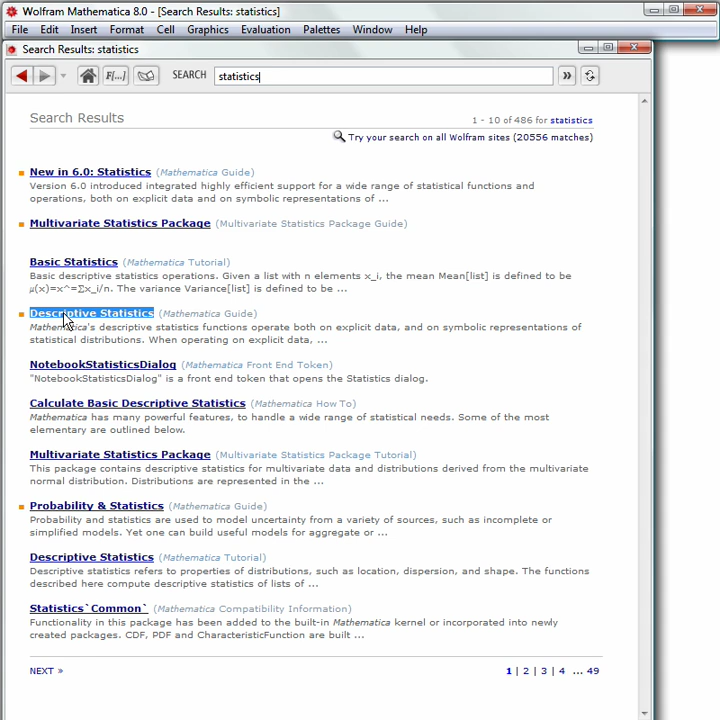 Wolfram Mathematica 8.0 - [Search Results: statistics]
File Edit Insert Format Cell Graphics Evaluation Palettes Window Help
Search Results: statistics
F[...] SEARCH statistics »
Search Results
1 - 10 of 486 for statistics
Try your search on all Wolfram sites (20556 matches)
New in 6.0: Statistics (Mathematica Guide)
Version 6.0 introduced integrated highly efficient support for a wide range of statistical functions and
operations, both on explicit data and on symbolic representations of ...
Multivariate Statistics Package (Multivariate Statistics Package Guide)
Basic Statistics (Mathematica Tutorial)
Basic descriptive statistics operations. Given a list with n elements x_i, the mean Mean[list] is defined to be
μ(x)=x^=∑x_i/n. The variance Variance[list] is defined to be ...
Descriptive Statistics (Mathematica Guide)
Mathematica's descriptive statistics functions operate both on explicit data, and on symbolic representations of
statistical distributions. When operating on explicit data, ...
NotebookStatisticsDialog (Mathematica Front End Token)
"NotebookStatisticsDialog" is a front end token that opens the Statistics dialog.
Calculate Basic Descriptive Statistics (Mathematica How To)
Mathematica has many powerful features, to handle a wide range of statistical needs. Some of the most
elementary are outlined below.
Multivariate Statistics Package (Multivariate Statistics Package Tutorial)
This package contains descriptive statistics for multivariate data and distributions derived from the multivariate
normal distribution. Distributions are represented in the ...
Probability & Statistics (Mathematica Guide)
Probability and statistics are used to model uncertainty from a variety of sources, such as incomplete or
simplified models. Yet one can build useful models for aggregate or ...
Descriptive Statistics (Mathematica Tutorial)
Descriptive statistics refers to properties of distributions, such as location, dispersion, and shape. The functions
described here compute descriptive statistics of lists of ...
Statistics`Common` (Mathematica Compatibility Information)
Functionality in this package has been added to the built-in Mathematica kernel or incorporated into newly
created packages. CDF, PDF and CharacteristicFunction are built ...
NEXT » 1 | 2 | 3 | 4 ... 49